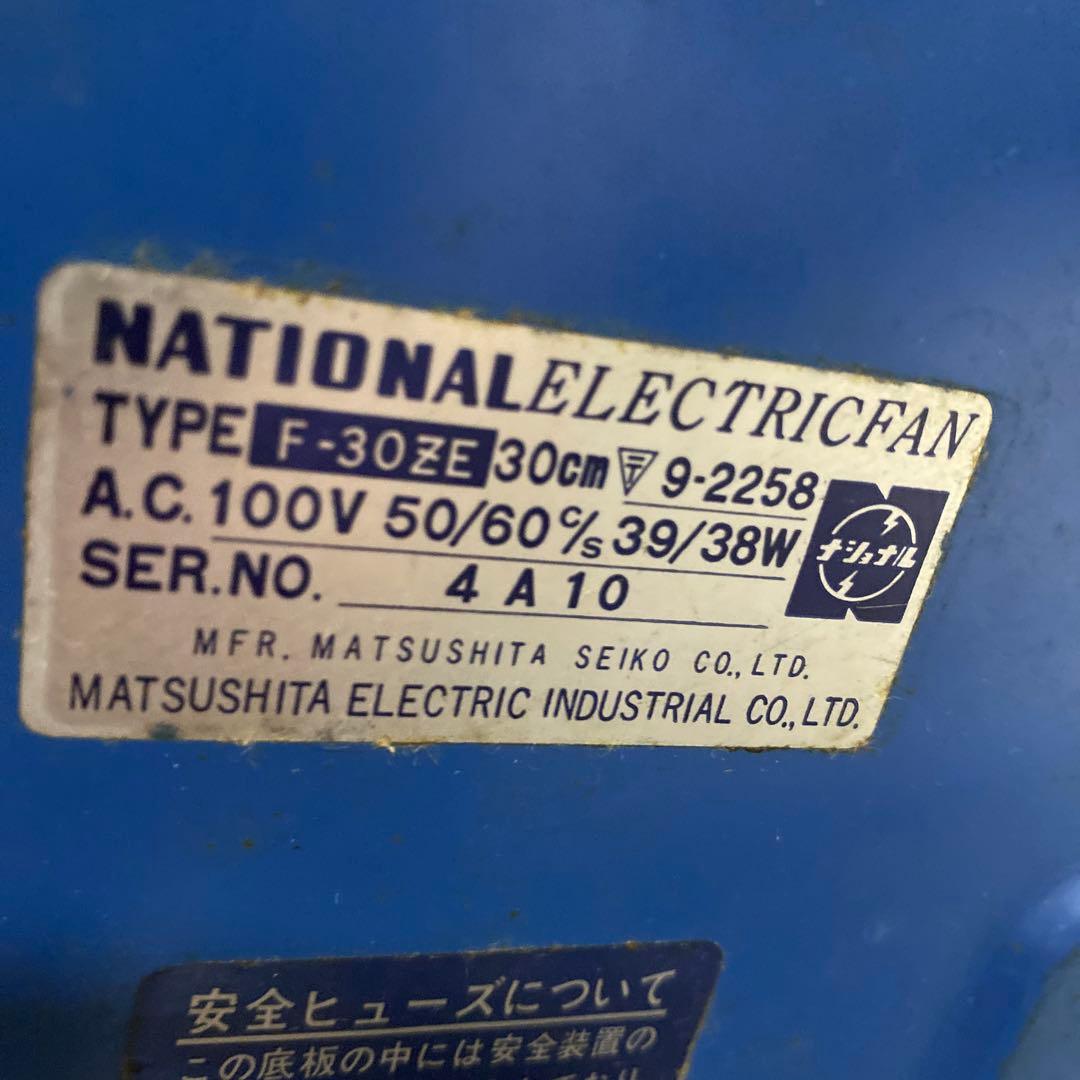 NATIONAL ELECTRIC FAN
TYPE F-30ZE 30cm 〒 9-2258
A.C. 100V 50/60 c/s 39/38W
ナショナル
SER.NO. 4 A 10
MFR. MATSUSHITA SEIKO CO., LTD.
MATSUSHITA ELECTRIC INDUSTRIAL CO., LTD.
安全ヒューズについて
この底板の中には安全装置の